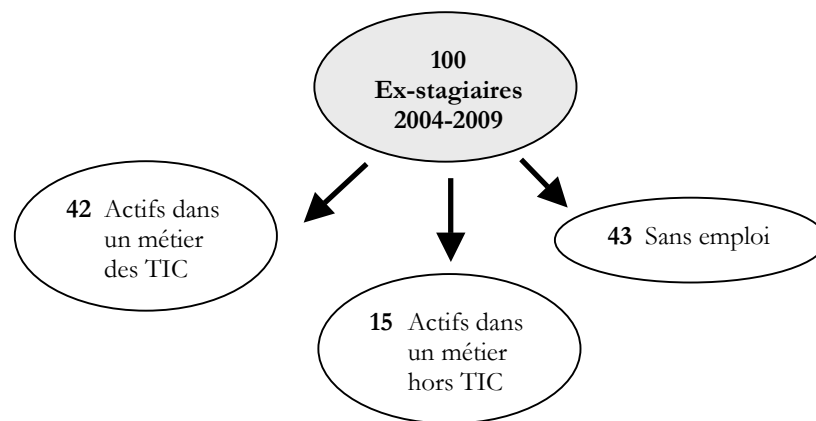 100
Ex-stagiaires
2004-2009
42 Actifs dans
un métier
des TIC
43 Sans emploi
15 Actifs dans
un métier
hors TIC